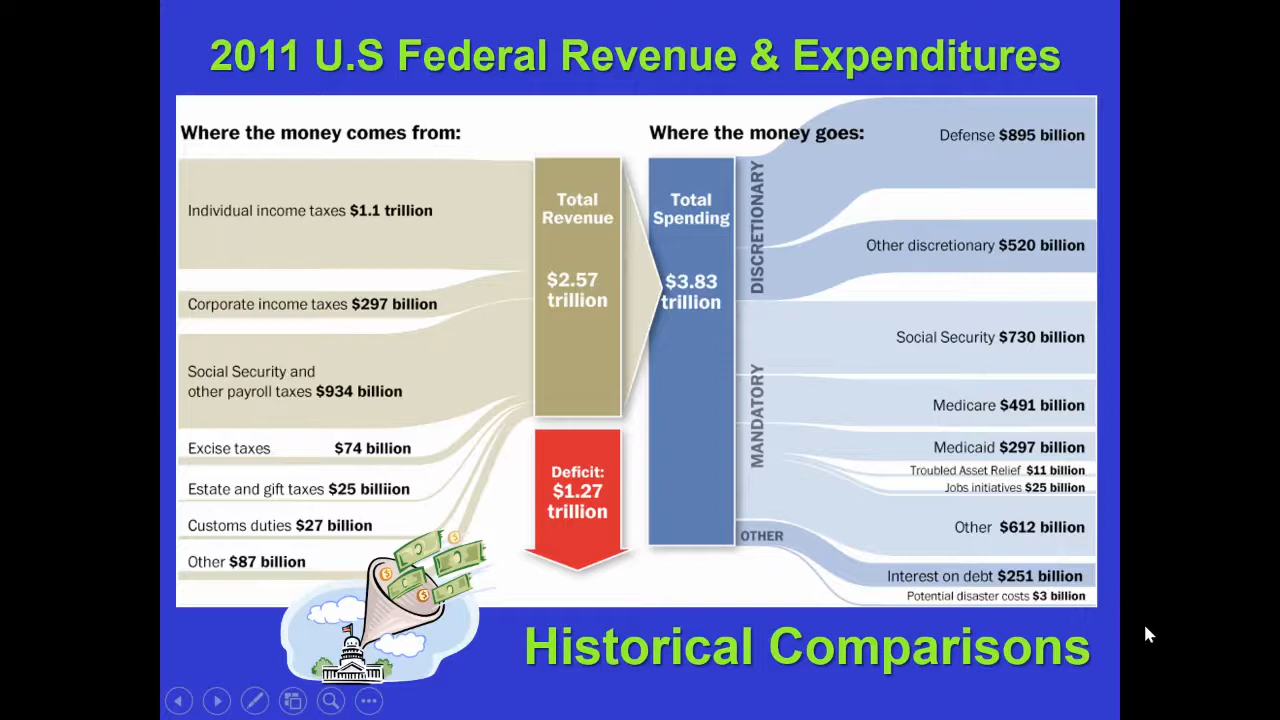 2011 U.S Federal Revenue & Expenditures
Where the money comes from:
Individual income taxes $1.1 trillion
Corporate income taxes $297 billion
Social Security and
other payroll taxes $934 billion
Excise taxes $74 billion
Estate and gift taxes $25 billiion
Customs duties $27 billion
Other $87 billion
Total
Revenue
$2.57
trillion
Deficit:
$1.27
trillion
Where the money goes:
Total
Spending
$3.83
trillion
DISCRETIONARY
Defense $895 billion
Other discretionary $520 billion
MANDATORY
Social Security $730 billion
Medicare $491 billion
Medicaid $297 billion
Troubled Asset Relief $11 billion
Jobs initiatives $25 billion
Other $612 billion
OTHER
Interest on debt $251 billion
Potential disaster costs $3 billion
Historical Comparisons